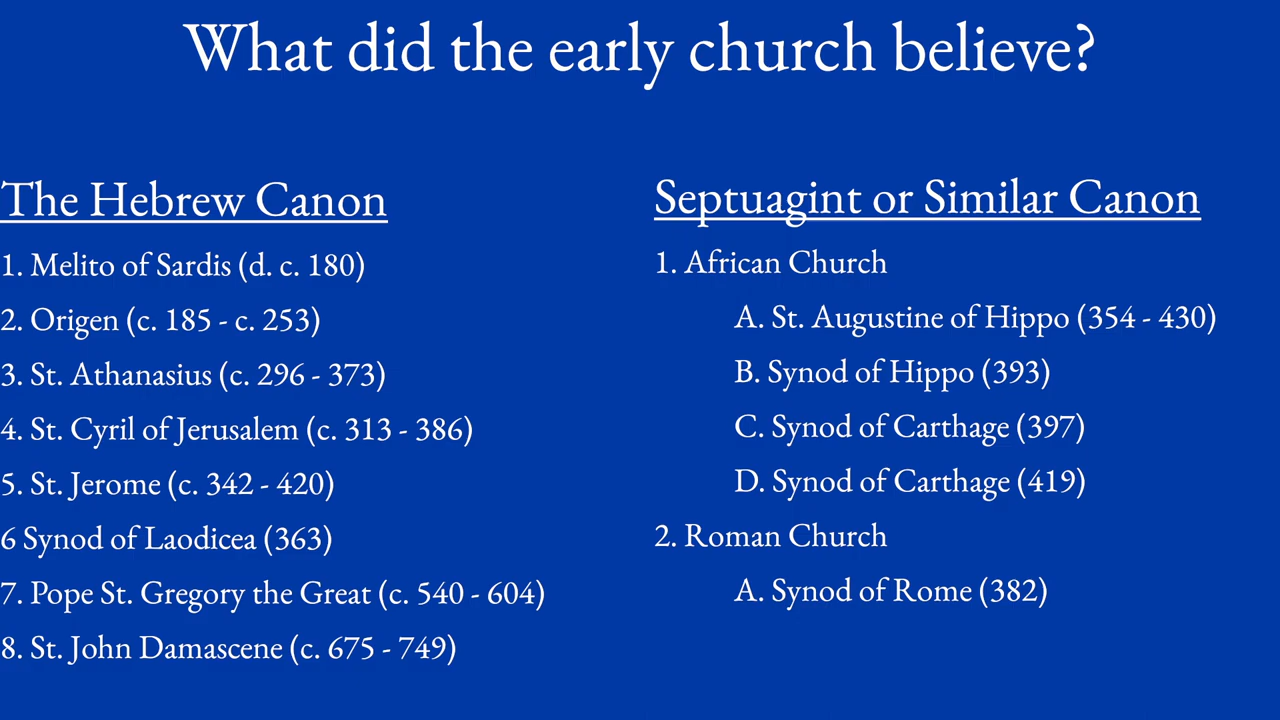 What did the early church believe?
The Hebrew Canon
1. Melito of Sardis (d. c. 180)
2. Origen (c. 185 - c. 253)
3. St. Athanasius (c. 296 - 373)
4. St. Cyril of Jerusalem (c. 313 - 386)
5. St. Jerome (c. 342 - 420)
6 Synod of Laodicea (363)
7. Pope St. Gregory the Great (c. 540 - 604)
8. St. John Damascene (c. 675 - 749)
Septuagint or Similar Canon
1. African Church
A. St. Augustine of Hippo (354 - 430)
B. Synod of Hippo (393)
C. Synod of Carthage (397)
D. Synod of Carthage (419)
2. Roman Church
A. Synod of Rome (382)